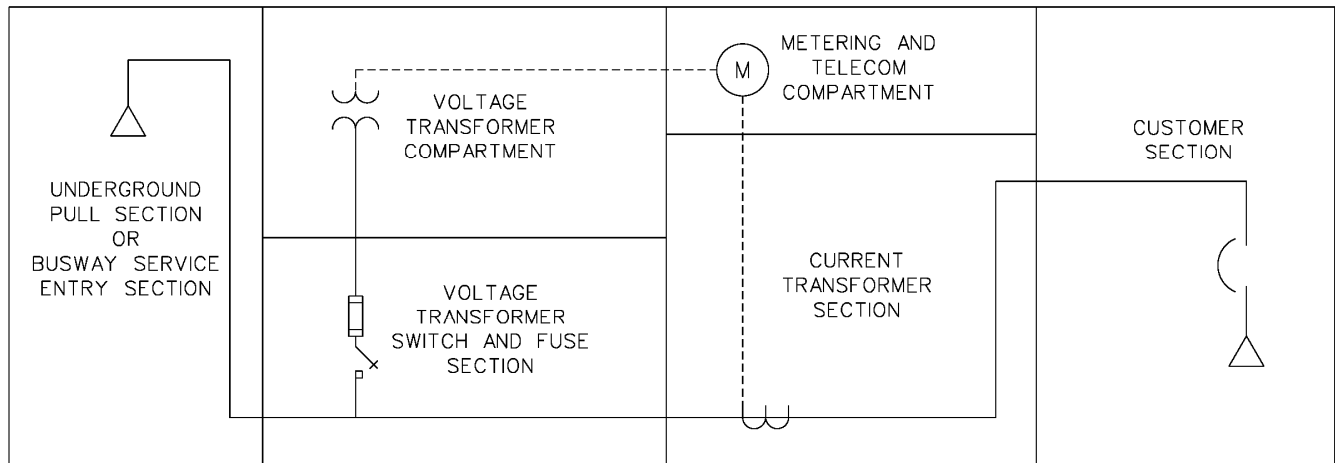 UNDERGROUND
PULL SECTION
OR
BUSWAY SERVICE
ENTRY SECTION
VOLTAGE
TRANSFORMER
COMPARTMENT
VOLTAGE
TRANSFORMER
SWITCH AND FUSE
SECTION
M
METERING AND
TELECOM
COMPARTMENT
CURRENT
TRANSFORMER
SECTION
CUSTOMER
SECTION